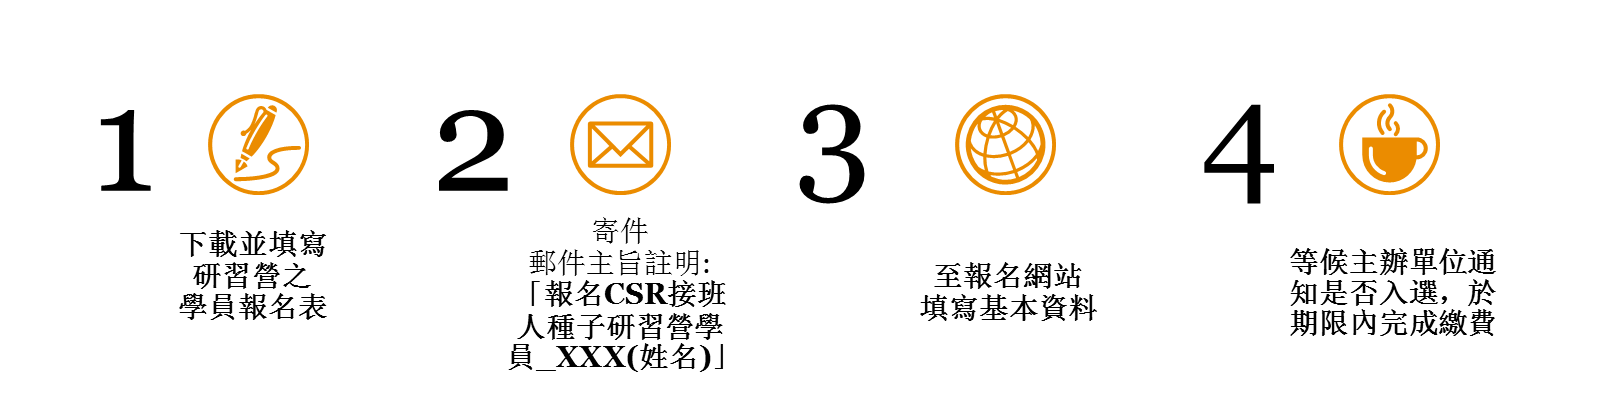 1
下載並填寫
研習營之
學員報名表
2
寄件
郵件主旨註明:
「報名CSR接班
人種子研習營學
員_XXX(姓名)」
3
至報名網站
填寫基本資料
4
等候主辦單位通
知是否入選，於
期限內完成繳費